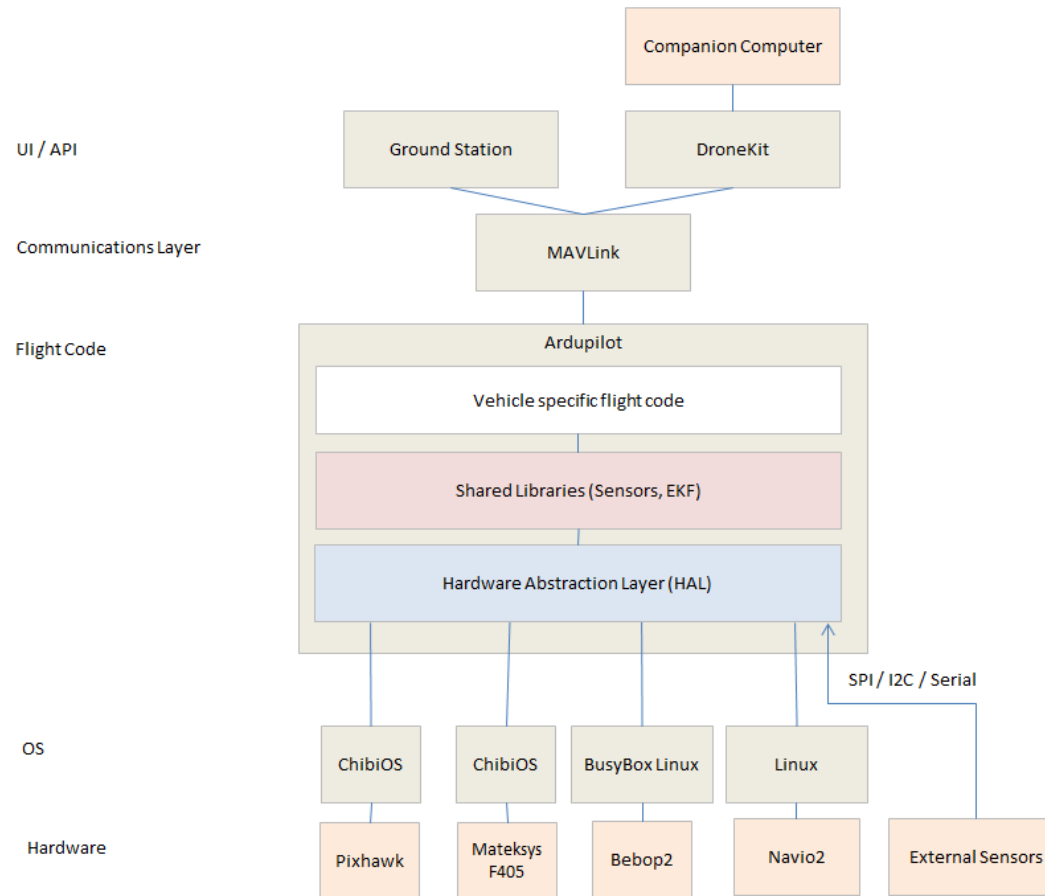 Companion Computer
UI / API
Ground Station
DroneKit
Communications Layer
MAVLink
Flight Code
Ardupilot
Vehicle specific flight code
Shared Libraries (Sensors, EKF)
Hardware Abstraction Layer (HAL)
SPI / I2C / Serial
OS
ChibiOS
ChibiOS
BusyBox Linux
Linux
Hardware
Pixhawk
Mateksys
F405
Bebop2
Navio2
External Sensors